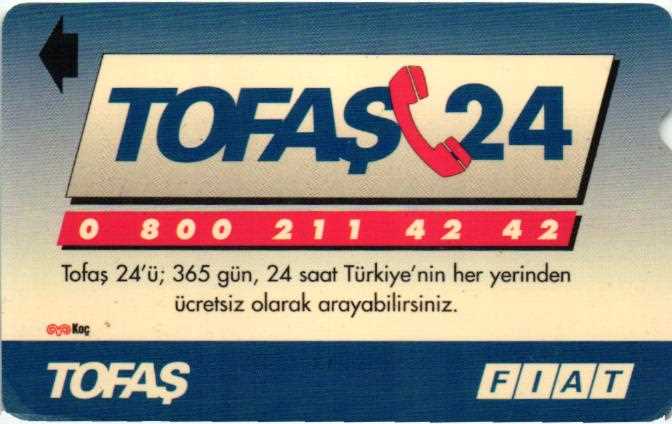 TOFAŞ 24
0 800 211 42 42
Tofaş 24'ü; 365 gün, 24 saat Türkiye'nin her yerinden
ücretsiz olarak arayabilirsiniz.
Koç
TOFAŞ FIAT